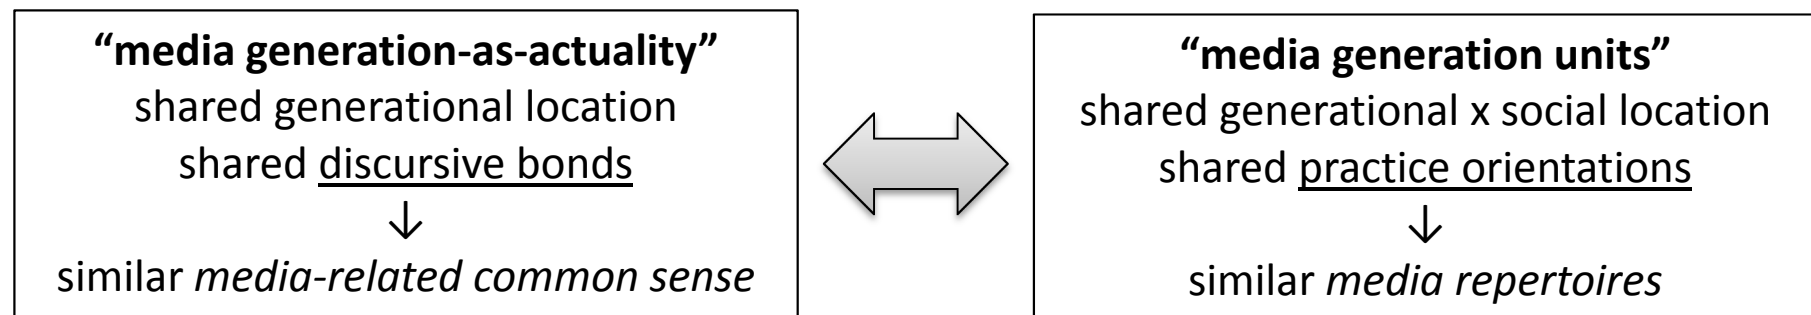 “media generation-as-actuality”
shared generational location
shared discursive bonds
↓
similar media-related common sense
“media generation units”
shared generational x social location
shared practice orientations
↓
similar media repertoires